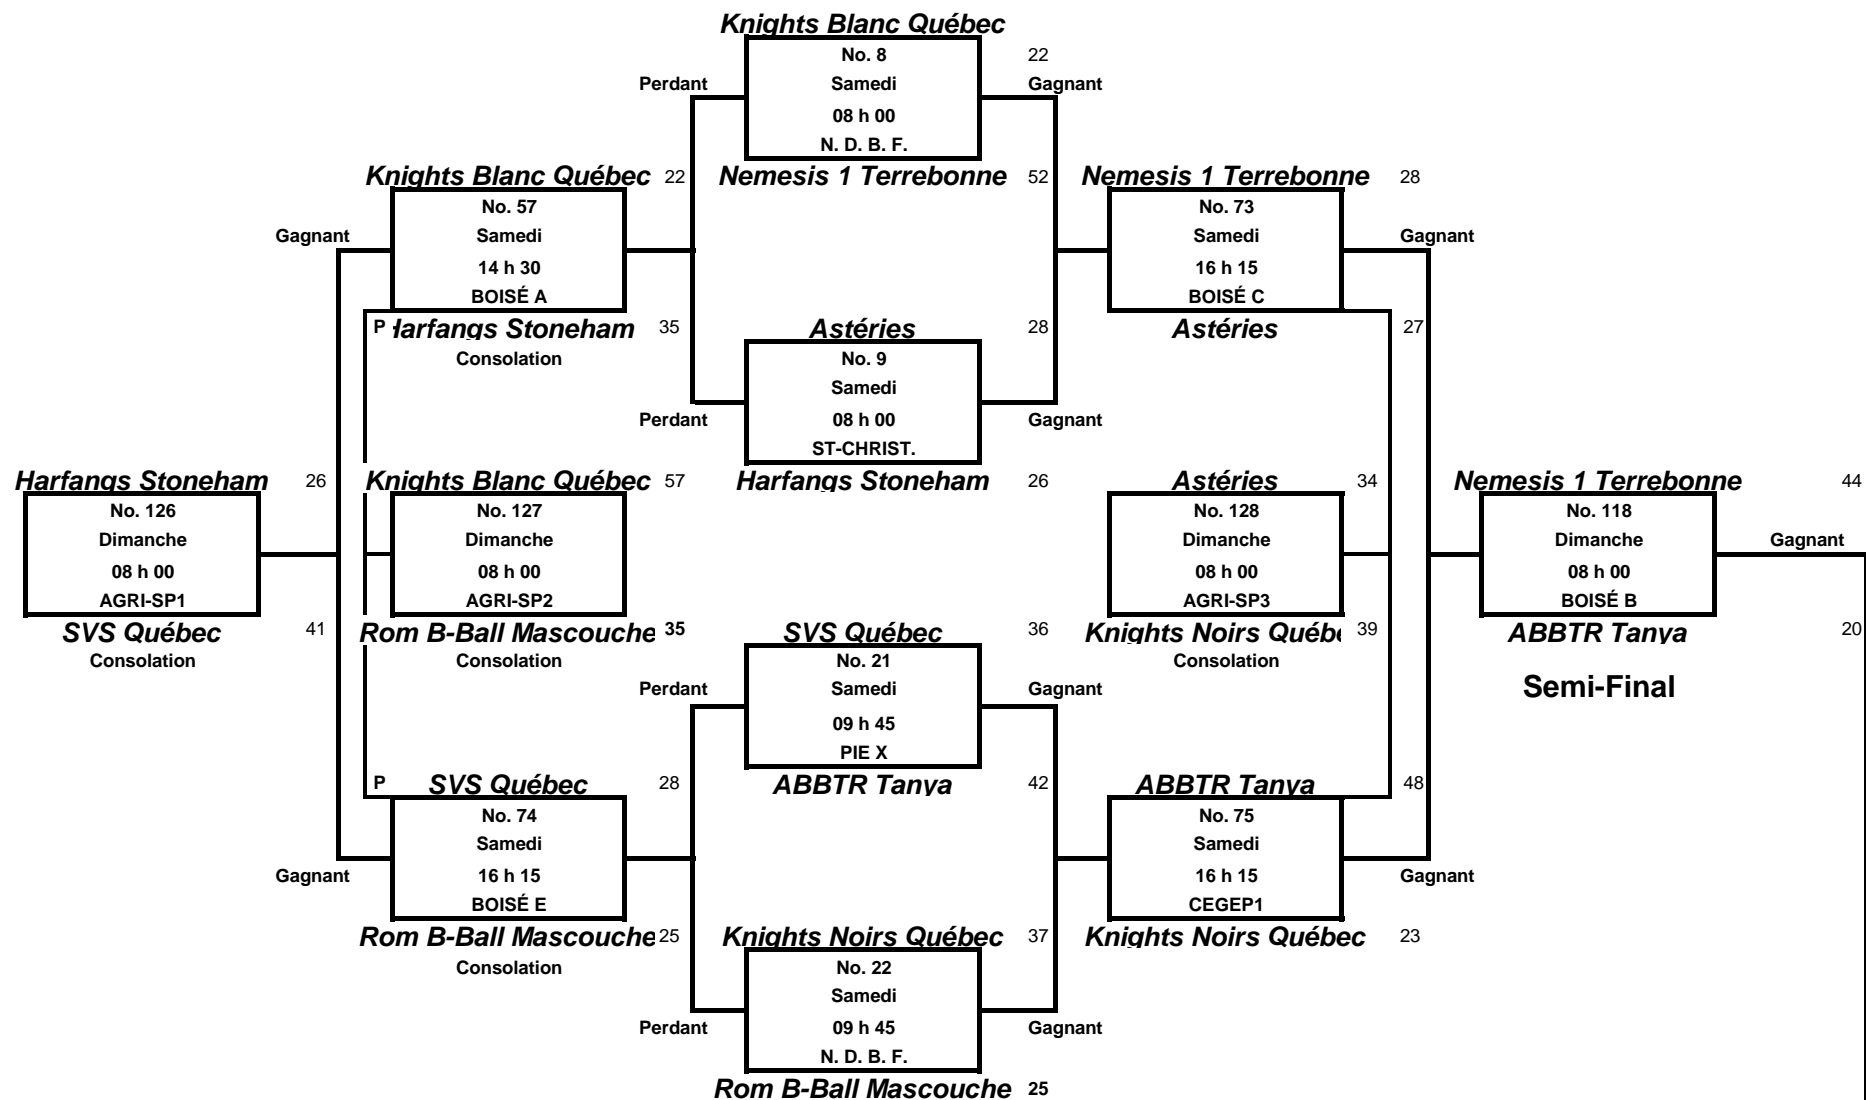 Knights Blanc Québec
No. 8 22
Perdant Samedi Gagnant
08 h 00
N. D. B. F.
Knights Blanc Québec 22 Nemesis 1 Terrebonne 52 Nemesis 1 Terrebonne 28
No. 57 No. 73
Gagnant Samedi Samedi Gagnant
14 h 30 16 h 15
BOISÉ A BOISÉ C
P Harfangs Stoneham 35 Astéries 28 Astéries 27
Consolation No. 9
Samedi
Perdant 08 h 00 Gagnant
ST-CHRIST.
Harfangs Stoneham 26 Knights Blanc Québec 57 Harfangs Stoneham 26 Astéries 34 Nemesis 1 Terrebonne 44
No. 126 No. 127 No. 128 No. 118
Dimanche Dimanche Dimanche Dimanche Gagnant
08 h 00 08 h 00 08 h 00 08 h 00
AGRI-SP1 AGRI-SP2 AGRI-SP3 BOISÉ B
SVS Québec 41 Rom B-Ball Mascouche 35 SVS Québec 36 Knights Noirs Québe 39 ABBTR Tanya 20
Consolation Consolation No. 21 Consolation
Perdant Samedi Gagnant Semi-Final
09 h 45
PIE X
P SVS Québec 28 ABBTR Tanya 42 ABBTR Tanya 48
No. 74 No. 75
Samedi Samedi
Gagnant 16 h 15 16 h 15 Gagnant
BOISÉ E CEGEP1
Rom B-Ball Mascouche 25 Knights Noirs Québec 37 Knights Noirs Québec 23
Consolation No. 22
Samedi
Perdant 09 h 45 Gagnant
N. D. B. F.
Rom B-Ball Mascouche 25